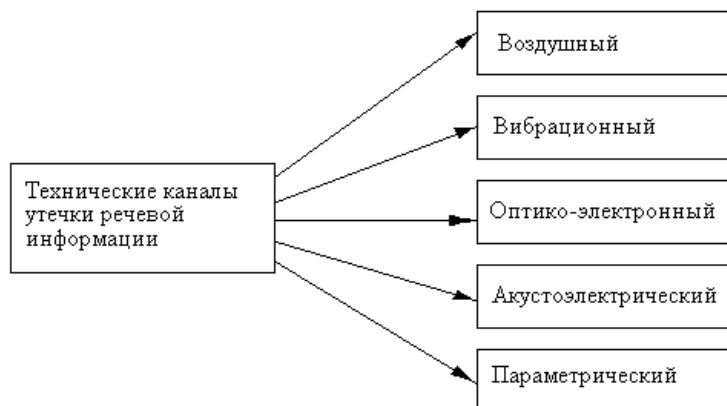 Технические каналы
утечки речевой
информации
Воздушный
Вибрационный
Оптико-электронный
Акустоэлектрический
Параметрический